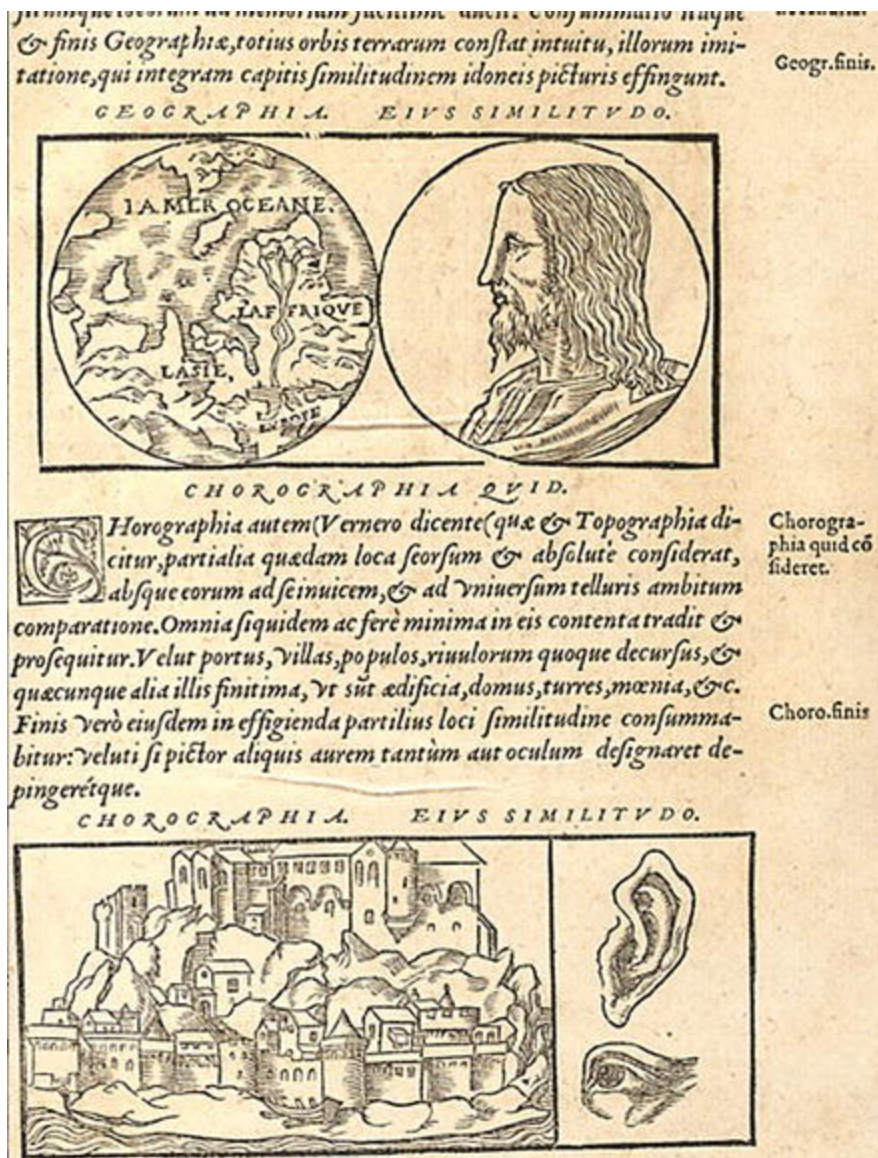 & finis Geographiæ, totius orbis terrarum constat intuitu, illorum imi-
tatione, qui integram capitis similitudinem idoneis picturis effingunt.
Geogr.finis.
GEOGRAPHIA. EIVS SIMILITVDO.
LA MER OCEANE.
LAFFRIQVE
LASIE,
EVROPE
CHOROGRAPHIA QVID.
CHorographia autem (Vernero dicente( quæ & Topographia di-
citur, partialia quædam loca seorsum & absolutè considerat,
absque eorum ad seinuicem, & ad vniuersum telluris ambitum
comparatione. Omnia siquidem ac ferè minima in eis contenta tradit &
prosequitur. Velut portus, villas, populos, riuulorum quoque decursus, &
quæcunque alia illis finitima, vt sũt ædificia, domus, turres, mœnia, &c.
Finis verò eiusdem in effigienda partilius loci similitudine consumma-
bitur: veluti si pictor aliquis aurem tantùm aut oculum designaret de-
pingerétque.
Chorogra-
phia quid cõ
sideret.
Choro.finis
CHOROGRAPHIA. EIVS SIMILITVDO.